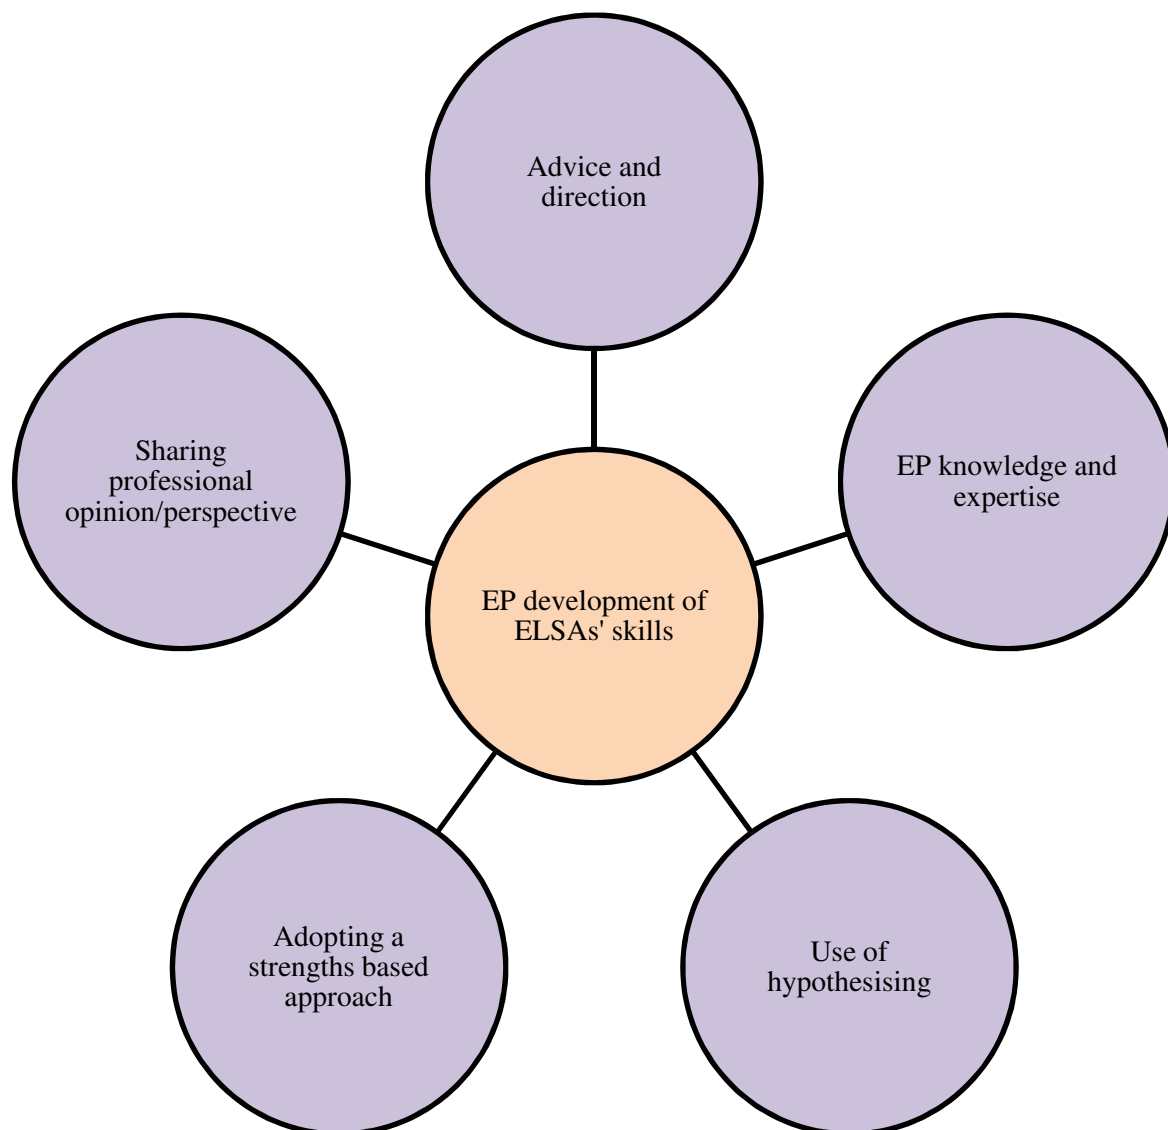 Advice and
direction
EP knowledge and
expertise
Sharing
professional
opinion/perspective
EP development of
ELSAs' skills
Adopting a
strengths based
approach
Use of
hypothesising